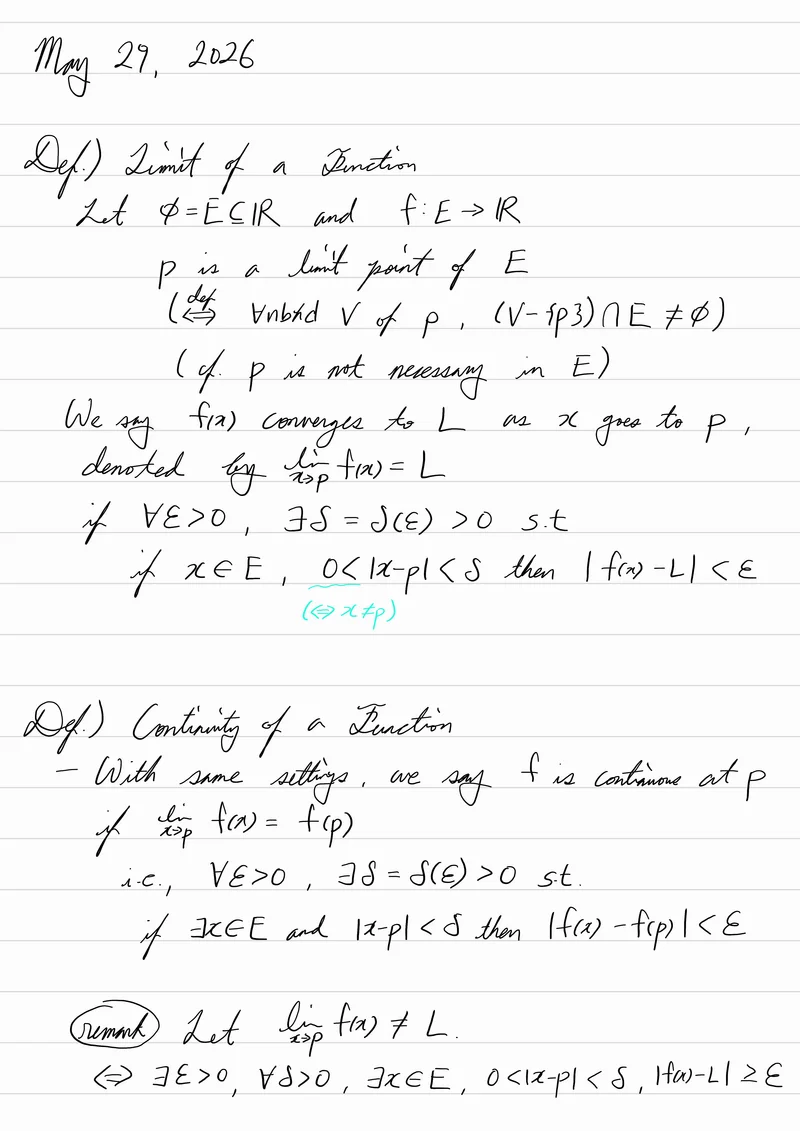 May 29, 2026
Def.) Limit of a Function
Let ϕ = E ⊆ ℝ and f: E → ℝ
p is a limit point of E
(⇔^def ∀nbhd V of p, (V-{p}) ∩ E ≠ ϕ)
(cf. p is not necessary in E)
We say f(x) converges to L as x goes to p,
denoted by lim_{x→p} f(x) = L
if ∀ε>0, ∃δ = δ(ε) > 0 s.t
if x ∈ E, 0 < |x-p| < δ then |f(x) - L| < ε
(⇔ x ≠ p)
Def.) Continuity of a Function
- With same settings, we say f is continuous at p
if lim_{x→p} f(x) = f(p)
i.e., ∀ε>0, ∃δ = δ(ε) > 0 s.t.
if ∃x∈E and |x-p| < δ then |f(x) - f(p)| < ε
remark Let lim_{x→p} f(x) ≠ L.
⇔ ∃ε>0, ∀δ>0, ∃x∈E, 0<|x-p|<δ, |f(x)-L| ≥ ε